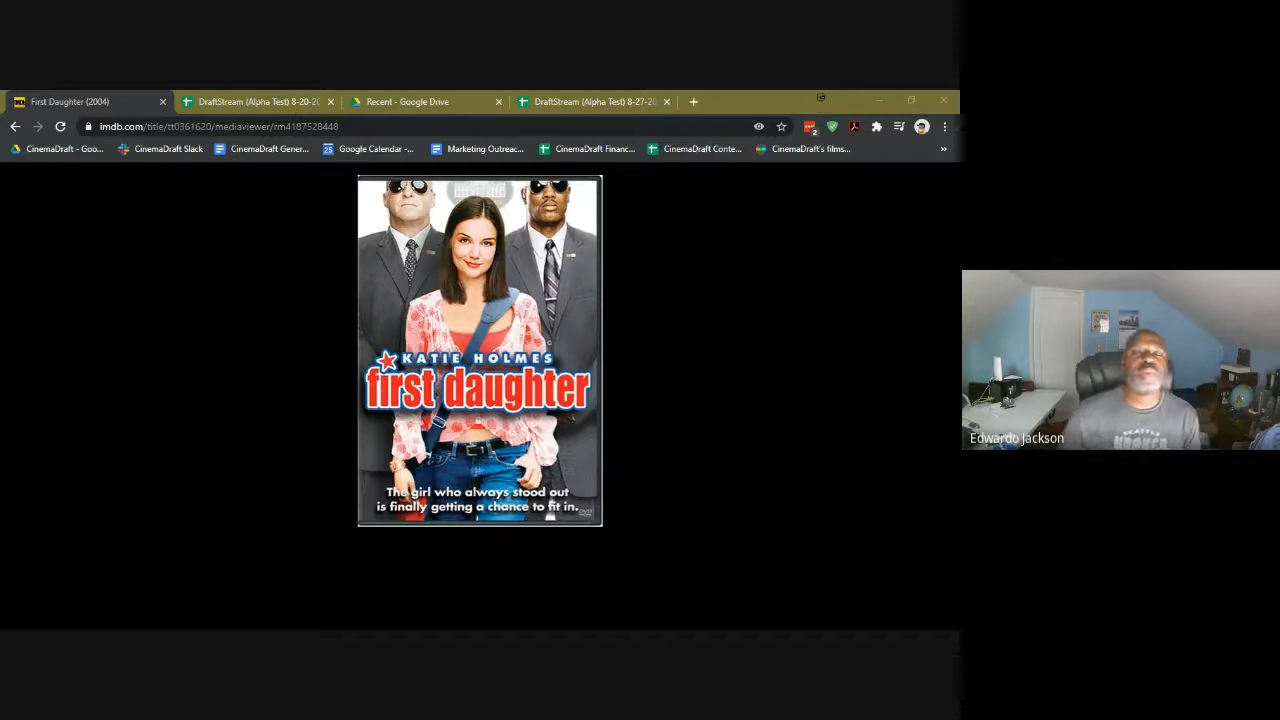 First Daughter (2004)
DraftStream (Alpha Test) 8-20-20
Recent - Google Drive
DraftStream (Alpha Test) 8-27-20
imdb.com/title/tt0361620/mediaviewer/rm4187528448
2
CinemaDraft - Goo...
CinemaDraft Slack
CinemaDraft Gener...
Google Calendar -...
Marketing Outreac...
CinemaDraft Financ...
CinemaDraft Conte...
CinemaDraft's films...
KATIE HOLMES
first daughter
The girl who always stood out
is finally getting a chance to fit in.
SEATTLE
Edwardo Jackson